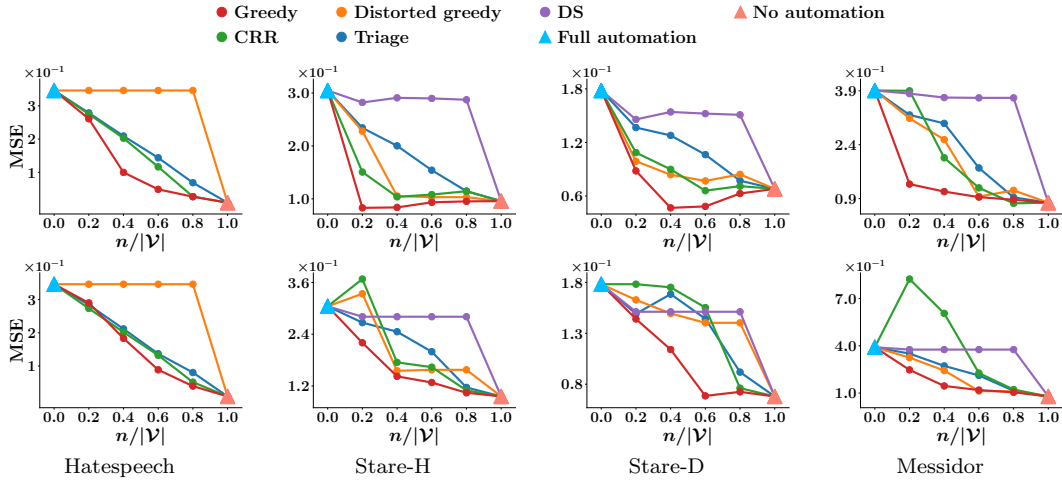 Greedy Distorted greedy DS No automation
CRR Triage Full automation
×10⁻¹ ×10⁻¹ ×10⁻¹ ×10⁻¹
MSE
3
2
1
3.0
2.0
1.0
1.8
1.2
0.6
3.9
2.4
0.9
0.0 0.2 0.4 0.6 0.8 1.0 0.0 0.2 0.4 0.6 0.8 1.0 0.0 0.2 0.4 0.6 0.8 1.0 0.0 0.2 0.4 0.6 0.8 1.0
n/|𝒱| n/|𝒱| n/|𝒱| n/|𝒱|
×10⁻¹ ×10⁻¹ ×10⁻¹ ×10⁻¹
MSE
3
2
1
3.6
2.4
1.2
1.8
1.3
0.8
7.0
4.0
1.0
0.0 0.2 0.4 0.6 0.8 1.0 0.0 0.2 0.4 0.6 0.8 1.0 0.0 0.2 0.4 0.6 0.8 1.0 0.0 0.2 0.4 0.6 0.8 1.0
n/|𝒱| n/|𝒱| n/|𝒱| n/|𝒱|
Hatespeech Stare-H Stare-D Messidor